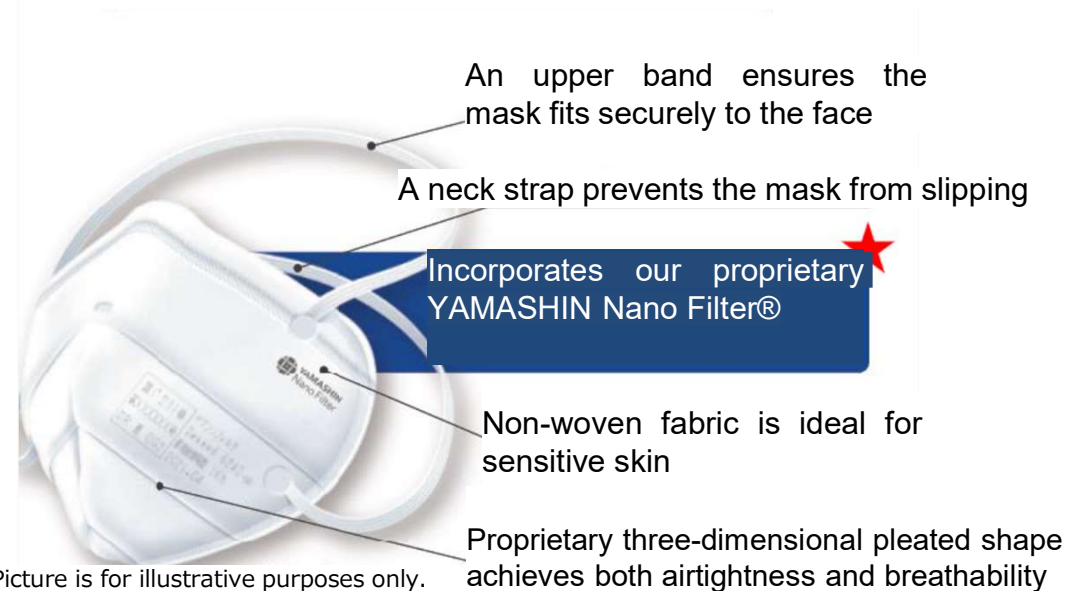 An upper band ensures the
mask fits securely to the face
A neck strap prevents the mask from slipping
Incorporates our proprietary
YAMASHIN Nano Filter®
YAMASHIN
Nano Filter
Non-woven fabric is ideal for
sensitive skin
Proprietary three-dimensional pleated shape
achieves both airtightness and breathability
Picture is for illustrative purposes only.